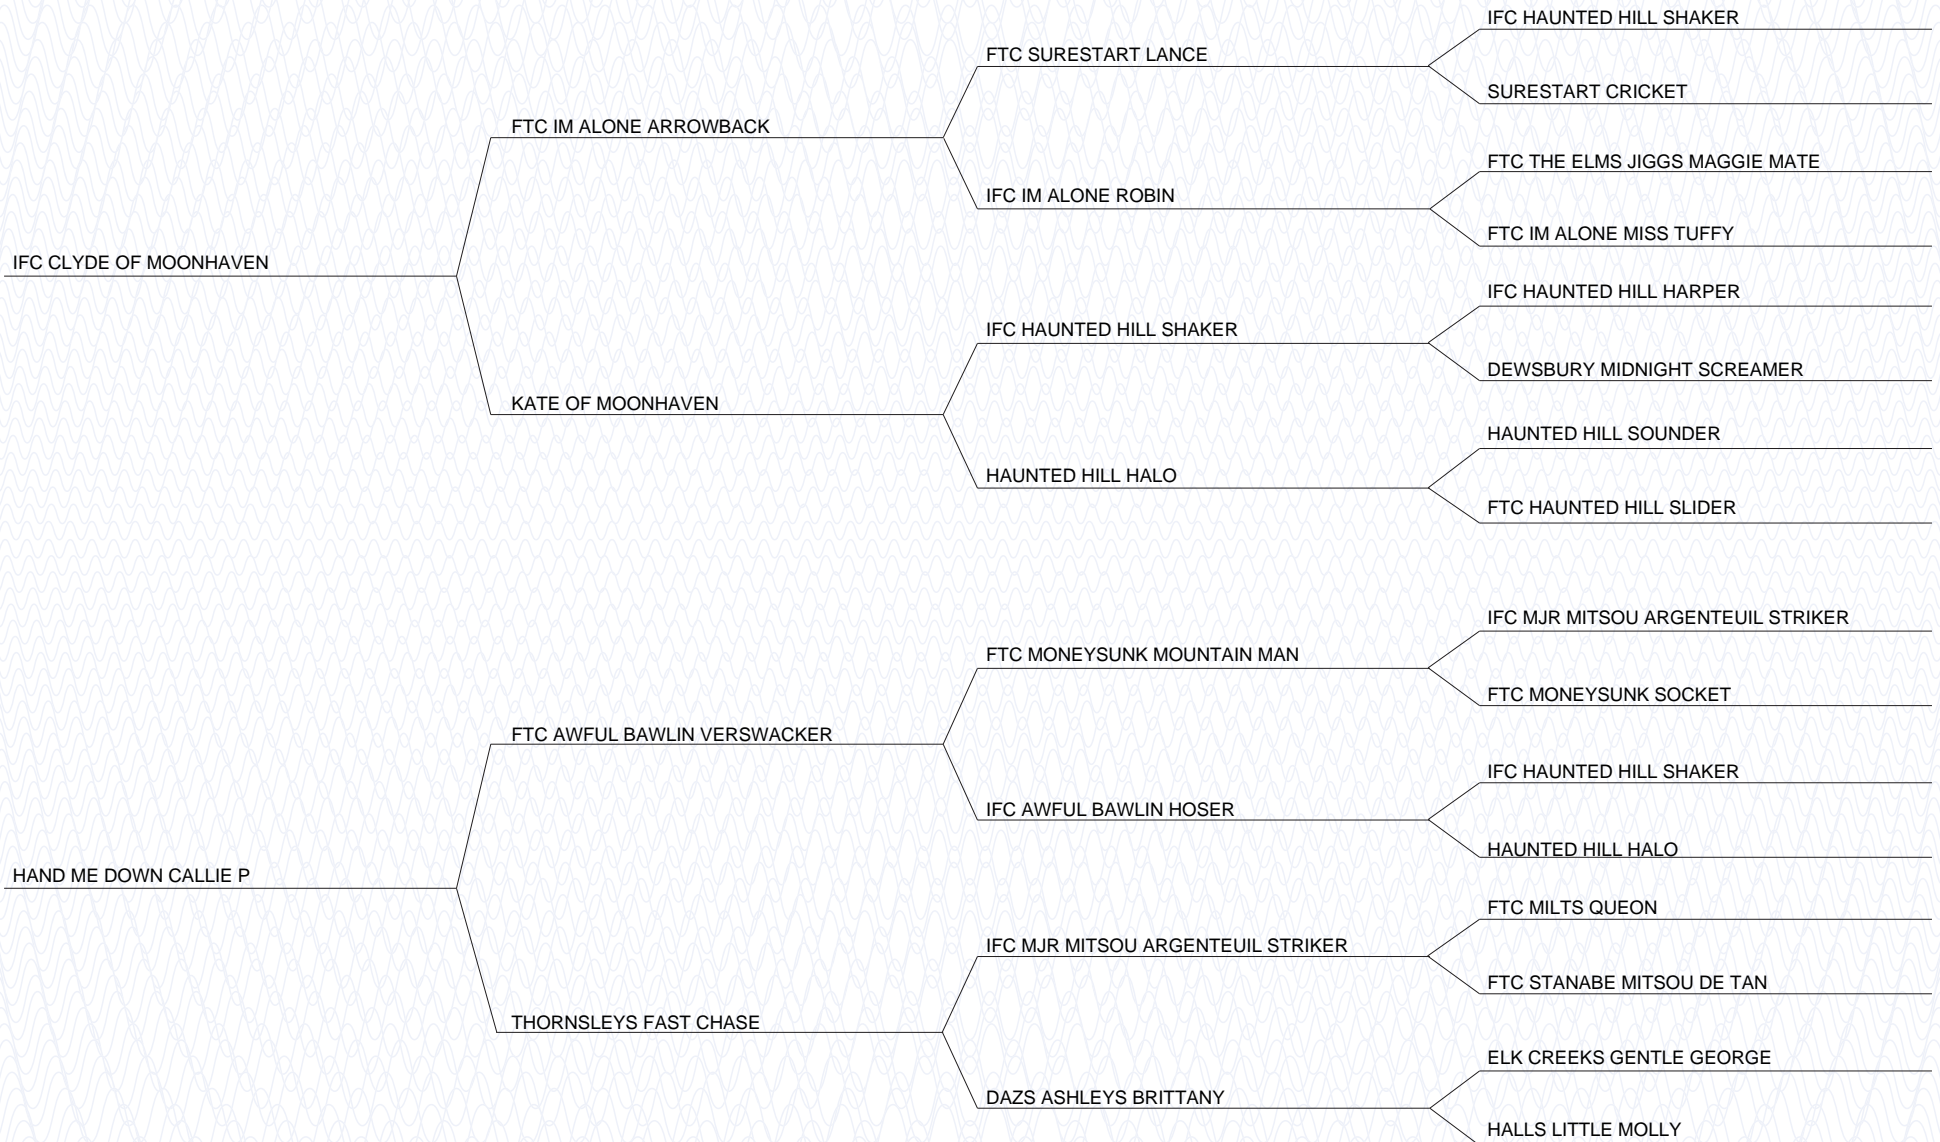 IFC HAUNTED HILL SHAKER
FTC SURESTART LANCE
SURESTART CRICKET
FTC IM ALONE ARROWBACK
FTC THE ELMS JIGGS MAGGIE MATE
IFC IM ALONE ROBIN
FTC IM ALONE MISS TUFFY
IFC CLYDE OF MOONHAVEN
IFC HAUNTED HILL HARPER
IFC HAUNTED HILL SHAKER
DEWSBURY MIDNIGHT SCREAMER
KATE OF MOONHAVEN
HAUNTED HILL SOUNDER
HAUNTED HILL HALO
FTC HAUNTED HILL SLIDER
IFC MJR MITSOU ARGENTEUIL STRIKER
FTC MONEYSUNK MOUNTAIN MAN
FTC MONEYSUNK SOCKET
FTC AWFUL BAWLIN VERSWACKER
IFC HAUNTED HILL SHAKER
IFC AWFUL BAWLIN HOSER
HAUNTED HILL HALO
HAND ME DOWN CALLIE P
FTC MILTS QUEON
IFC MJR MITSOU ARGENTEUIL STRIKER
FTC STANABE MITSOU DE TAN
THORNSLEYS FAST CHASE
ELK CREEKS GENTLE GEORGE
DAZS ASHLEYS BRITTANY
HALLS LITTLE MOLLY